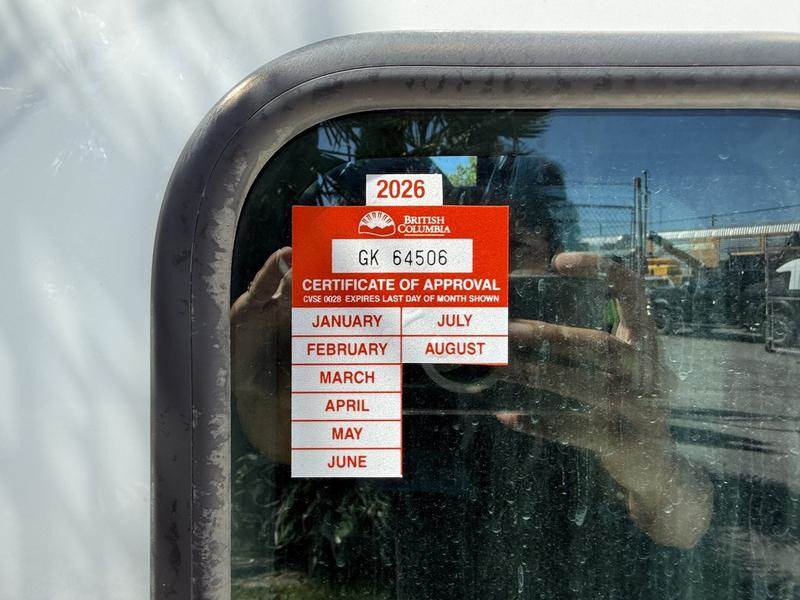 2026
BRITISH
COLUMBIA
GK 64506
CERTIFICATE OF APPROVAL
CVSE 0028 EXPIRES LAST DAY OF MONTH SHOWN
JANUARY JULY
FEBRUARY AUGUST
MARCH
APRIL
MAY
JUNE